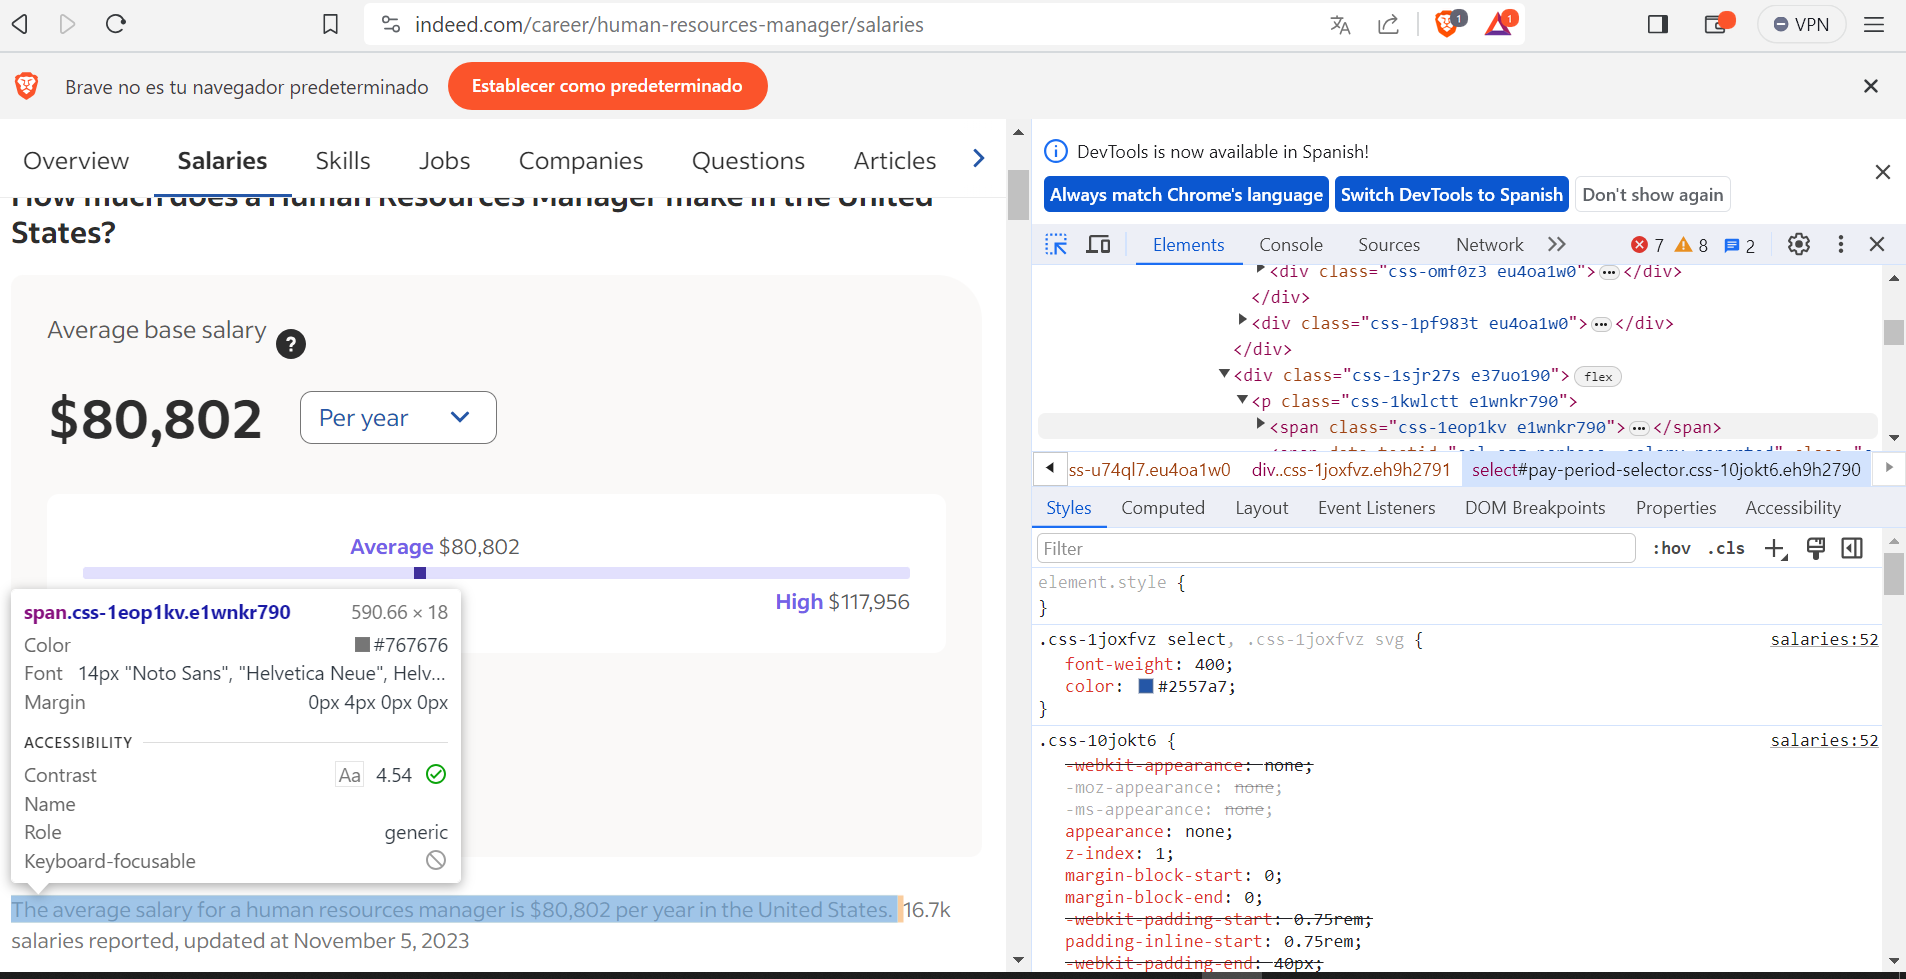 indeed.com/career/human-resources-manager/salaries
1
1
VPN
Brave no es tu navegador predeterminado
Establecer como predeterminado
Overview Salaries Skills Jobs Companies Questions Articles
How much does a Human Resources Manager make in the United
States?
Average base salary ?
$80,802
Per year
Average $80,802
High $117,956
span.css-1eop1kv.e1wnkr790 590.66 × 18
Color #767676
Font 14px "Noto Sans", "Helvetica Neue", Helv...
Margin 0px 4px 0px 0px
ACCESSIBILITY
Contrast Aa 4.54
Name
Role generic
Keyboard-focusable
The average salary for a human resources manager is $80,802 per year in the United States. 16.7k
salaries reported, updated at November 5, 2023
DevTools is now available in Spanish!
Always match Chrome's language Switch DevTools to Spanish Don't show again
Elements Console Sources Network 7 8 2
<div class="css-omf0z3 eu4oa1w0">…</div>
</div>
<div class="css-1pf983t eu4oa1w0">…</div>
</div>
<div class="css-1sjr27s e37uo190"> flex
<p class="css-1kwlctt e1wnkr790">
<span class="css-1eop1kv e1wnkr790">…</span>
ss-u74ql7.eu4oa1w0 div..css-1joxfvz.eh9h2791 select#pay-period-selector.css-10jokt6.eh9h2790
Styles Computed Layout Event Listeners DOM Breakpoints Properties Accessibility
Filter :hov .cls
element.style {
}
.css-1joxfvz select, .css-1joxfvz svg { salaries:52
font-weight: 400;
color: #2557a7;
}
.css-10jokt6 { salaries:52
-webkit-appearance: none;
-moz-appearance: none;
-ms-appearance: none;
appearance: none;
z-index: 1;
margin-block-start: 0;
margin-block-end: 0;
-webkit-padding-start: 0.75rem;
padding-inline-start: 0.75rem;
-webkit-padding-end: 40px;